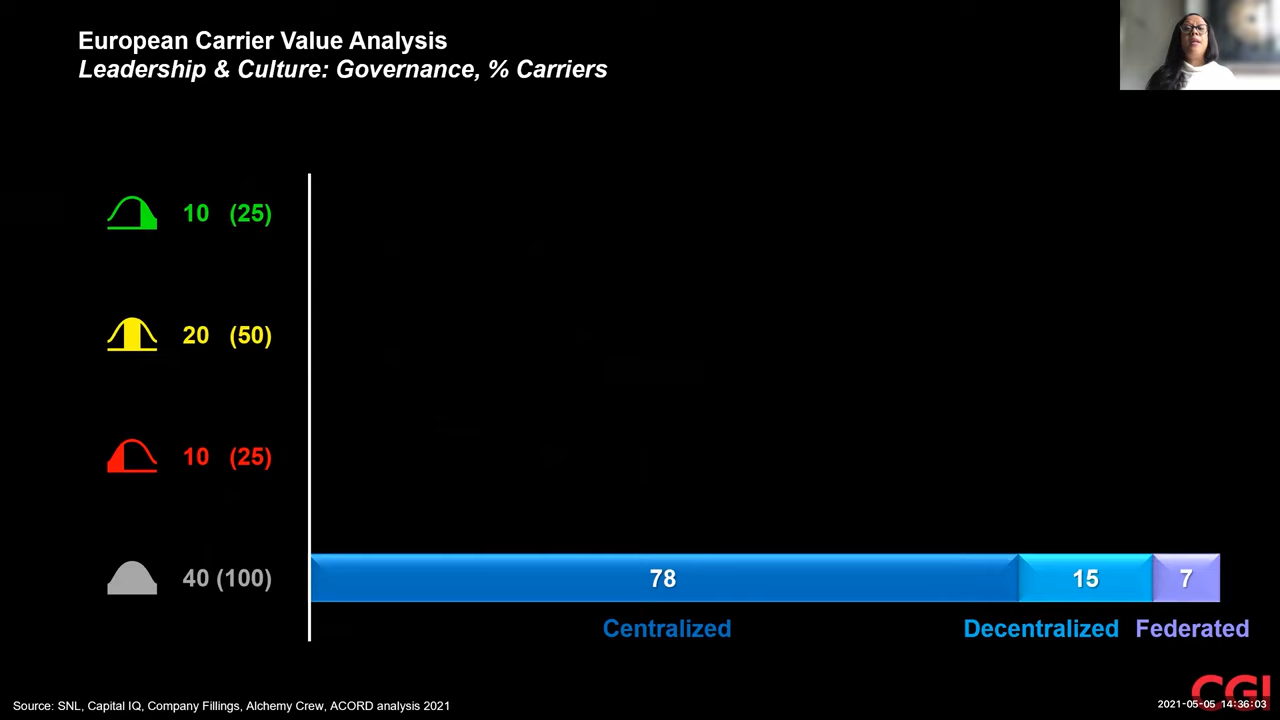 European Carrier Value Analysis
Leadership & Culture: Governance, % Carriers
10 (25)
20 (50)
10 (25)
40 (100)
78
15
7
Centralized
Decentralized
Federated
CGI
Source: SNL, Capital IQ, Company Fillings, Alchemy Crew, ACORD analysis 2021
2021-05-05 14:36:03